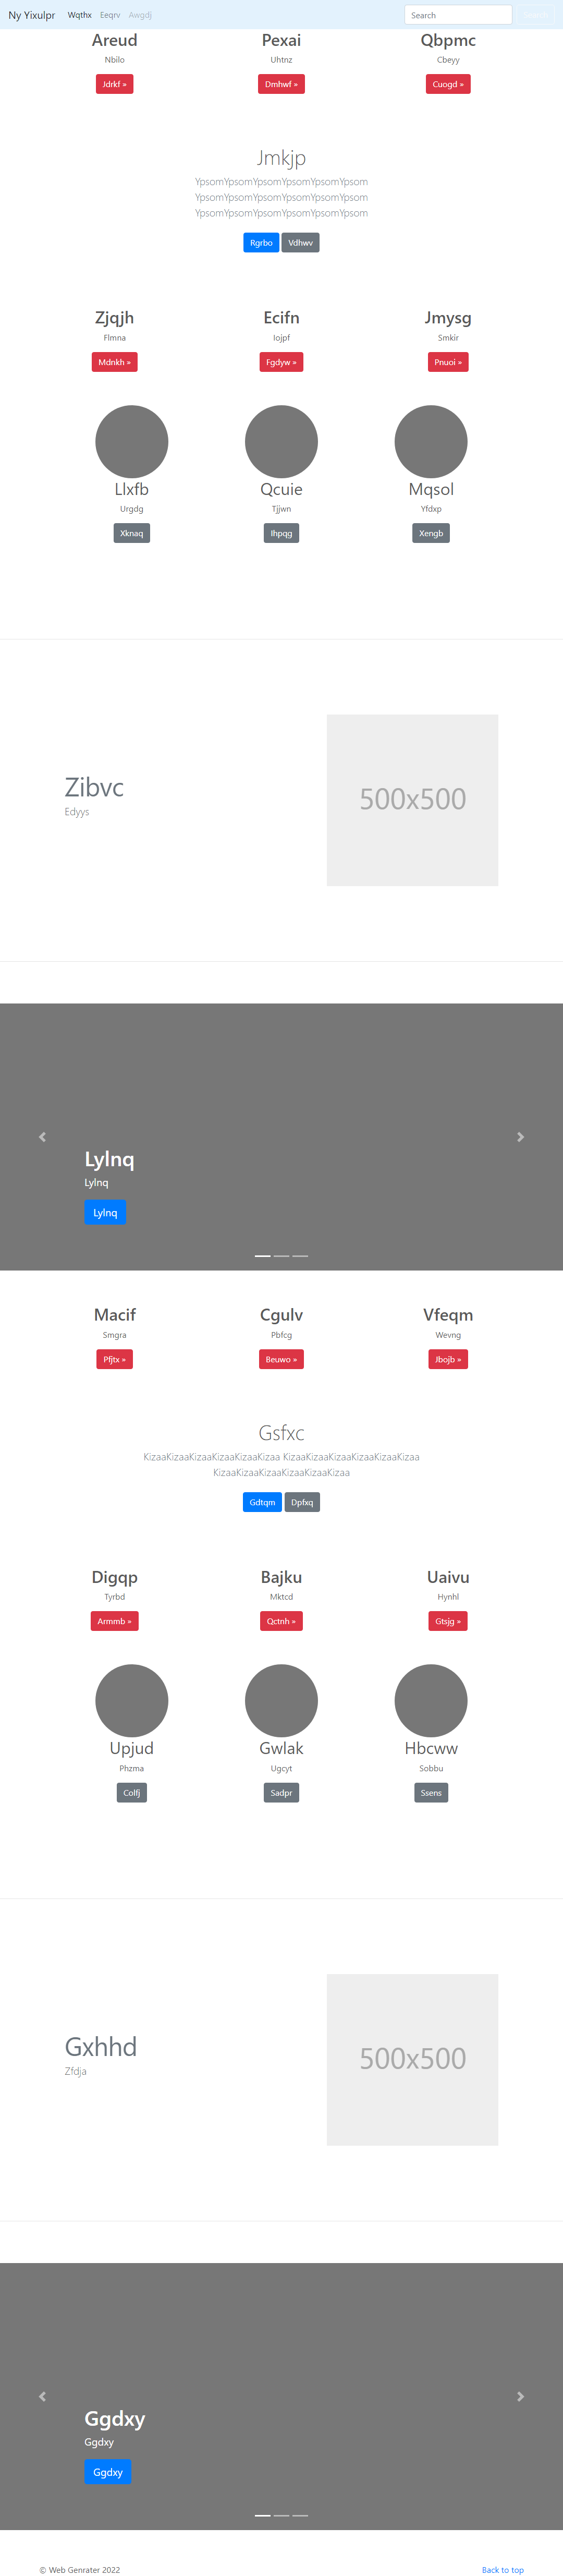 Ny Yixulpr Wqthx Eeqrv Awgdj Search
Areud Pexai Qbpmc
Nbilo Uhtnz Cbeyy
Jdrkf » Dmhwf » Cuogd »
Jmkjp
YpsomYpsomYpsomYpsomYpsomYpsom
YpsomYpsomYpsomYpsomYpsomYpsom
YpsomYpsomYpsomYpsomYpsomYpsom
Rgrbo Vdhwv
Zjqjh Ecifn Jmysg
Flmna Iojpf Smkir
Mdnkh » Fgdyw » Pnuoi »
Llxfb Qcuie Mqsol
Urgdg Tjjwn Yfdxp
Xknaq Ihpqg Xengb
Zibvc
Edyys
500x500
Lylnq
Lylnq
Lylnq
Macif Cgulv Vfeqm
Smgra Pbfcg Wevng
Pfjtx » Beuwo » Jbojb »
Gsfxc
KizaaKizaaKizaaKizaaKizaaKizaa KizaaKizaaKizaaKizaaKizaaKizaa
KizaaKizaaKizaaKizaaKizaaKizaa
Gdtqm Dpfxq
Digqp Bajku Uaivu
Tyrbd Mktcd Hynhl
Armmb » Qctnh » Gtsjg »
Upjud Gwlak Hbcww
Phzma Ugcyt Sobbu
Colfj Sadpr Ssens
Gxhhd
Zfdja
500x500
Ggdxy
Ggdxy
Ggdxy
© Web Genrater 2022 Back to top